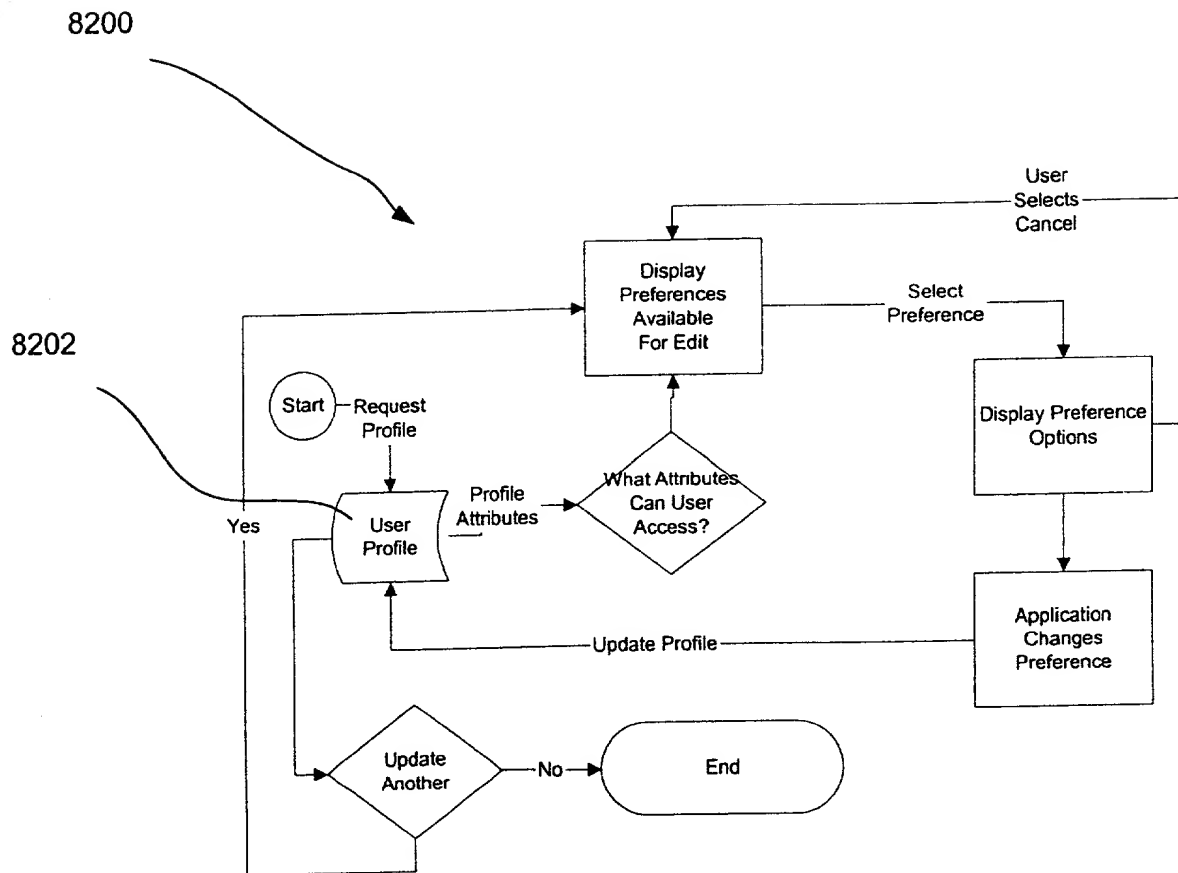 8200
User
Selects
Cancel
Display
Preferences
Available
For Edit
Select
Preference
8202
Start
Request
Profile
Display Preference
Options
What Attributes
Can User
Access?
Profile
Attributes
User
Profile
Yes
Application
Changes
Preference
Update Profile
Update
Another
No
End